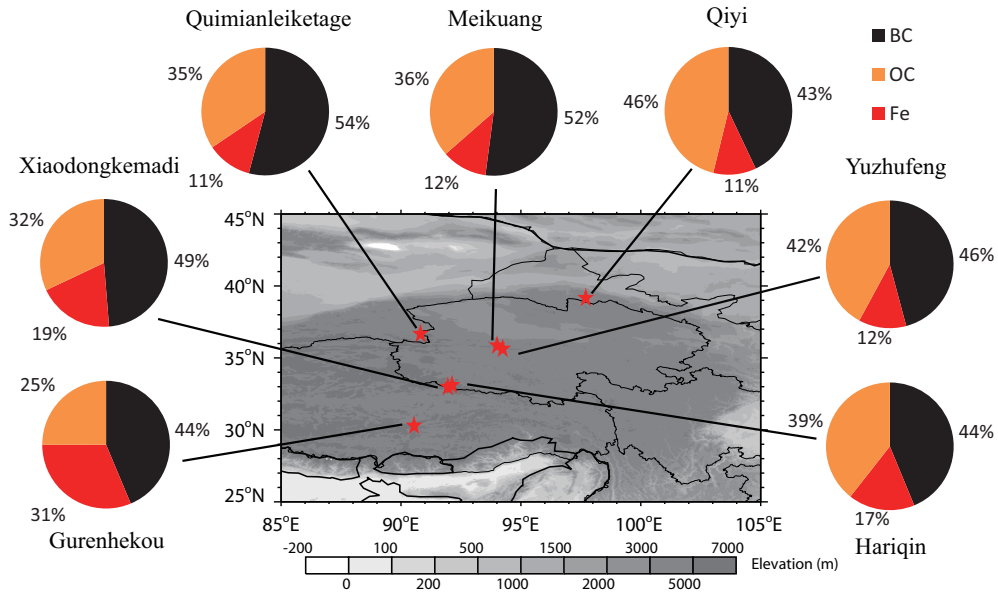 Quimianleiketage
Meikuang
Qiyi
BC
OC
Fe
35%
54%
11%
36%
52%
12%
46%
43%
11%
Xiaodongkemadi
32%
49%
19%
Yuzhufeng
42%
46%
12%
25%
44%
31%
Gurenhekou
39%
44%
17%
Hariqin
45°N
40°N
35°N
30°N
25°N
85°E 90°E 95°E 100°E 105°E
-200 100 500 1500 3000 7000
Elevation (m)
0 200 1000 2000 5000